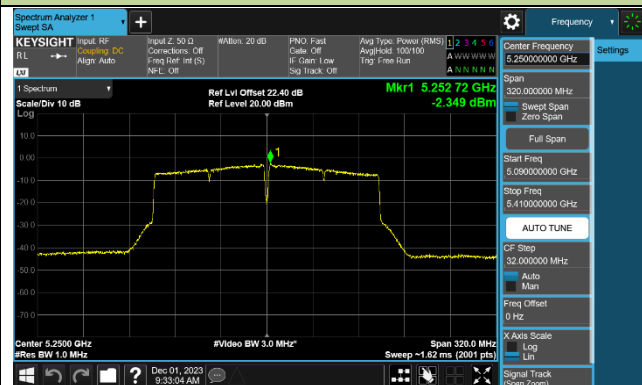 Spectrum Analyzer 1
Swept SA
+
Frequency
KEYSIGHT
RL
LXI
Input: RF
Coupling: DC
Align: Auto
Input Z: 50 Ω
Corrections: Off
Freq Ref: Int (S)
NFE: Off
#Atten: 20 dB
PNO: Fast
Gate: Off
IF Gain: Low
Sig Track: Off
Avg Type: Power (RMS)
Avg|Hold: 100/100
Trig: Free Run
1 2 3 4 5 6
A W W W W W
A N N N N N
1 Spectrum
Scale/Div 10 dB
Log
Ref Lvl Offset 22.40 dB
Ref Level 20.00 dBm
Mkr1 5.252 72 GHz
-2.349 dBm
10.0
0.00
-10.0
-20.0
-30.0
-40.0
-50.0
-60.0
-70.0
1
Center 5.2500 GHz
#Res BW 1.0 MHz
#Video BW 3.0 MHz*
Span 320.0 MHz
Sweep ~1.62 ms (2001 pts)
Center Frequency
5.250000000 GHz
Settings
Span
320.000000 MHz
Swept Span
Zero Span
Full Span
Start Freq
5.090000000 GHz
Stop Freq
5.410000000 GHz
AUTO TUNE
CF Step
32.000000 MHz
Auto
Man
Freq Offset
0 Hz
X Axis Scale
Log
Lin
Signal Track
(Span Zoom)
?
Dec 01, 2023
9:33:04 AM